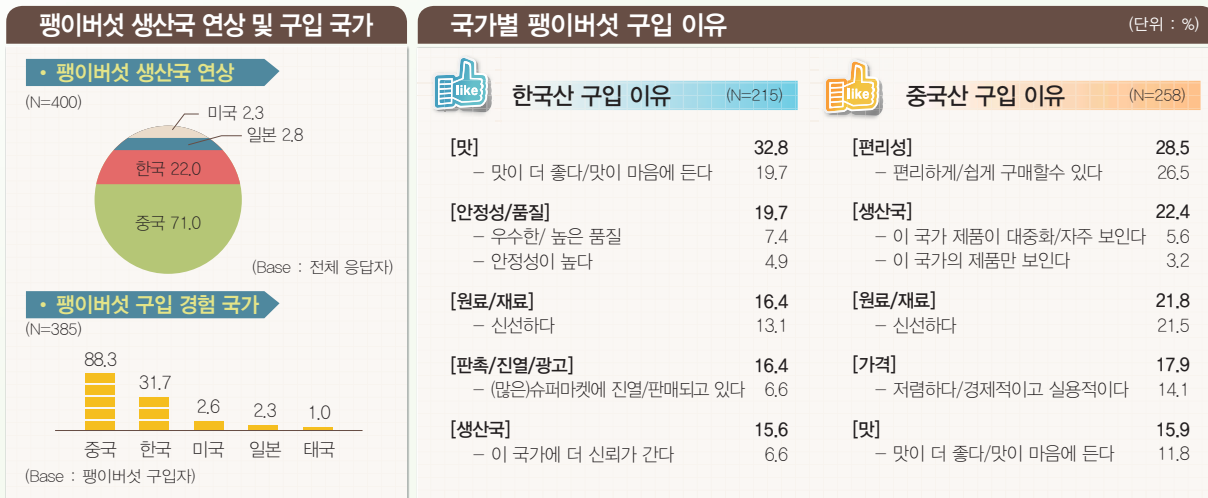 팽이버섯 생산국 연상 및 구입 국가
• 팽이버섯 생산국 연상
(N=400)
미국 2.3
일본 2.8
한국 22.0
중국 71.0
(Base : 전체 응답자)
• 팽이버섯 구입 경험 국가
(N=385)
88.3
31.7
2.6
2.3
1.0
중국 한국 미국 일본 태국
(Base : 팽이버섯 구입자)
국가별 팽이버섯 구입 이유 (단위 : %)
like 한국산 구입 이유 (N=215)
[맛] 32.8
– 맛이 더 좋다/맛이 마음에 든다 19.7
[안정성/품질] 19.7
– 우수한/ 높은 품질 7.4
– 안정성이 높다 4.9
[원료/재료] 16.4
– 신선하다 13.1
[판촉/진열/광고] 16.4
– (많은)슈퍼마켓에 진열/판매되고 있다 6.6
[생산국] 15.6
– 이 국가에 더 신뢰가 간다 6.6
like 중국산 구입 이유 (N=258)
[편리성] 28.5
– 편리하게/쉽게 구매할수 있다 26.5
[생산국] 22.4
– 이 국가 제품이 대중화/자주 보인다 5.6
– 이 국가의 제품만 보인다 3.2
[원료/재료] 21.8
– 신선하다 21.5
[가격] 17.9
– 저렴하다/경제적이고 실용적이다 14.1
[맛] 15.9
– 맛이 더 좋다/맛이 마음에 든다 11.8